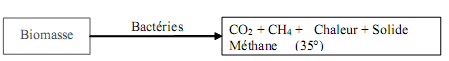 Biomasse
Bactéries
CO₂ + CH₄ + Chaleur + Solide
Méthane (35°)